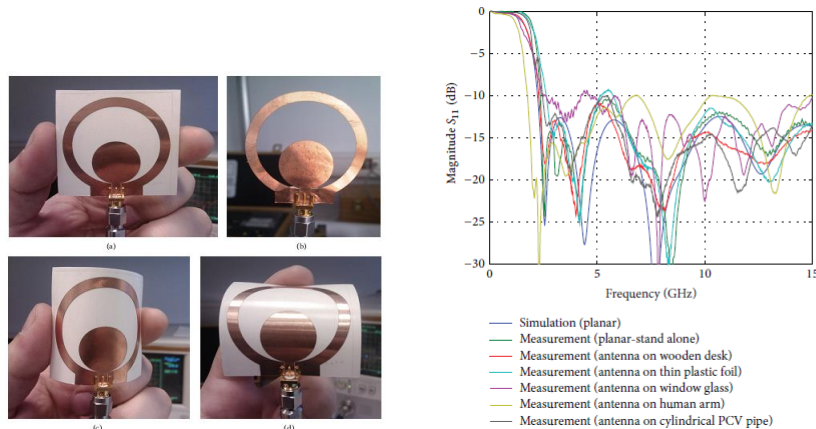 (a)
(b)
(c)
(d)
0
−5
−10
−15
−20
−25
−30
Magnitude S₁₁ (dB)
0
5
10
15
Frequency (GHz)
Simulation (planar)
Measurement (planar-stand alone)
Measurement (antenna on wooden desk)
Measurement (antenna on thin plastic foil)
Measurement (antenna on window glass)
Measurement (antenna on human arm)
Measurement (antenna on cylindrical PCV pipe)